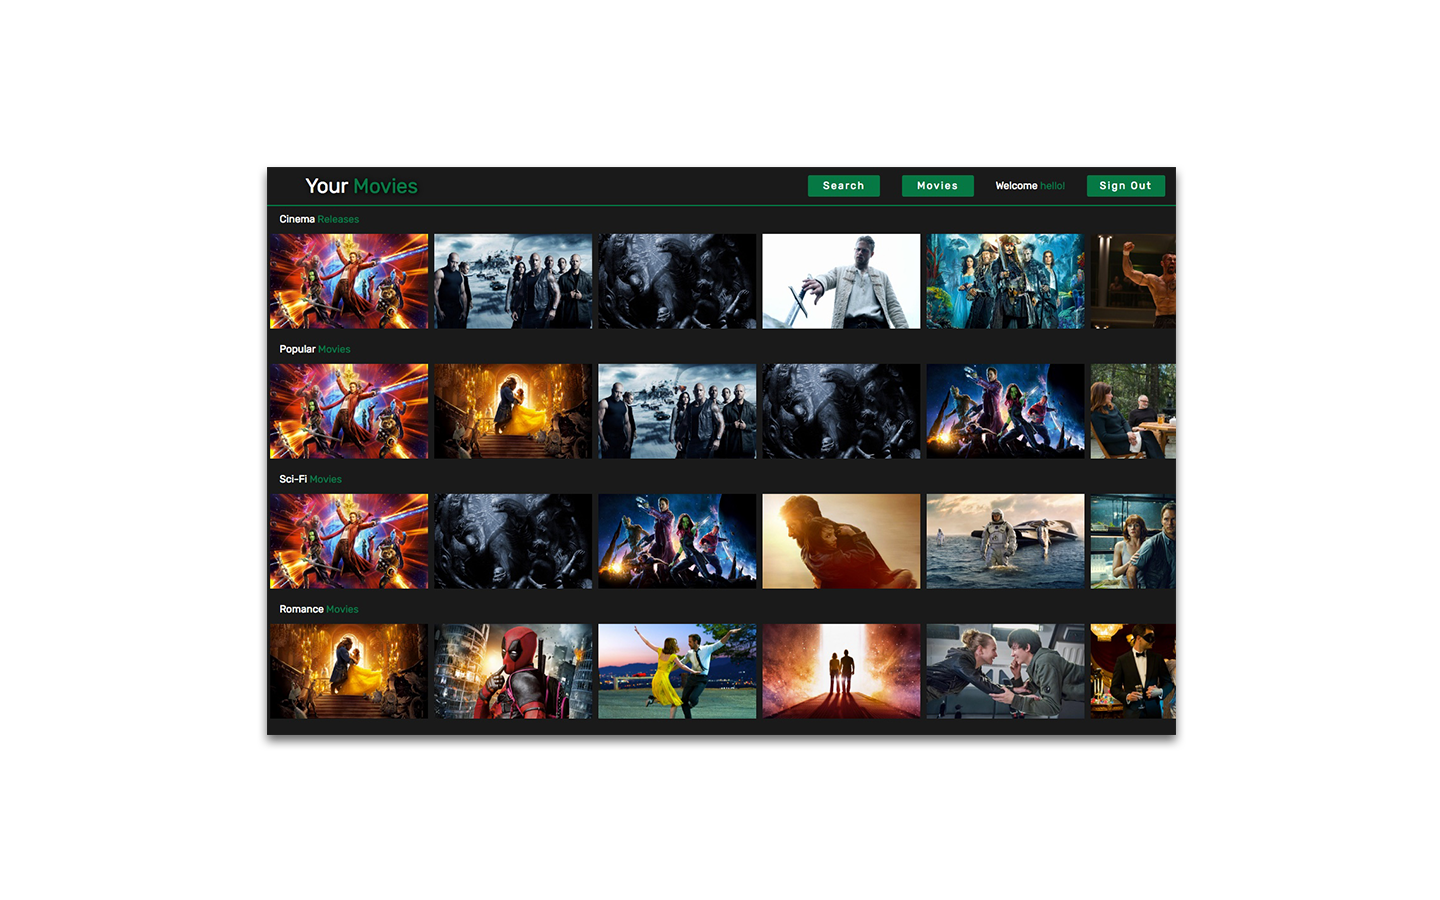 Your Movies
Search
Movies
Welcome hello!
Sign Out
Cinema Releases
Popular Movies
Sci-Fi Movies
Romance Movies